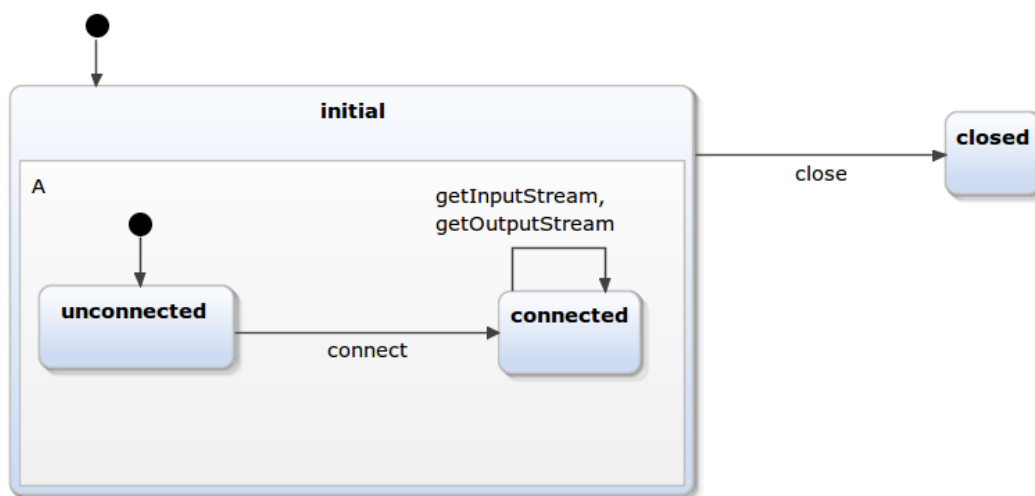 initial
closed
close
A
getInputStream,
getOutputStream
unconnected
connected
connect